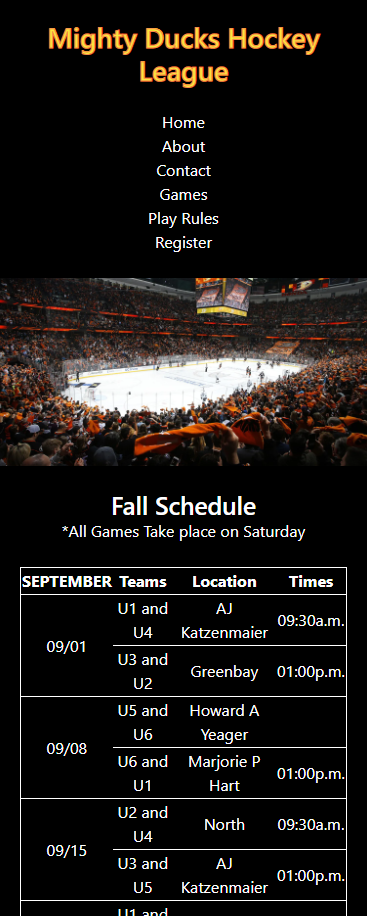 Mighty Ducks Hockey
League
Home
About
Contact
Games
Play Rules
Register
Fall Schedule
*All Games Take place on Saturday
SEPTEMBER Teams Location Times
09/01 U1 and U4 AJ Katzenmaier 09:30a.m.
U3 and U2 Greenbay 01:00p.m.
09/08 U5 and U6 Howard A Yeager
U6 and U1 Marjorie P Hart 01:00p.m.
09/15 U2 and U4 North 09:30a.m.
U3 and U5 AJ Katzenmaier 01:00p.m.
U1 and